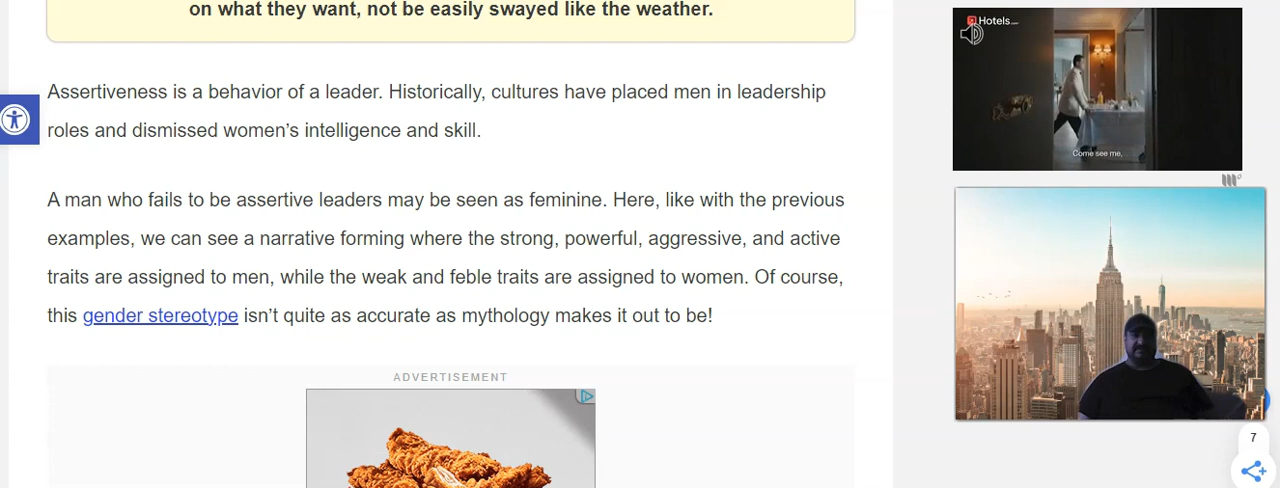 on what they want, not be easily swayed like the weather.
Assertiveness is a behavior of a leader. Historically, cultures have placed men in leadership
roles and dismissed women’s intelligence and skill.
A man who fails to be assertive leaders may be seen as feminine. Here, like with the previous
examples, we can see a narrative forming where the strong, powerful, aggressive, and active
traits are assigned to men, while the weak and feble traits are assigned to women. Of course,
this gender stereotype isn’t quite as accurate as mythology makes it out to be!
ADVERTISEMENT
Hotels.com
Come see me,
7